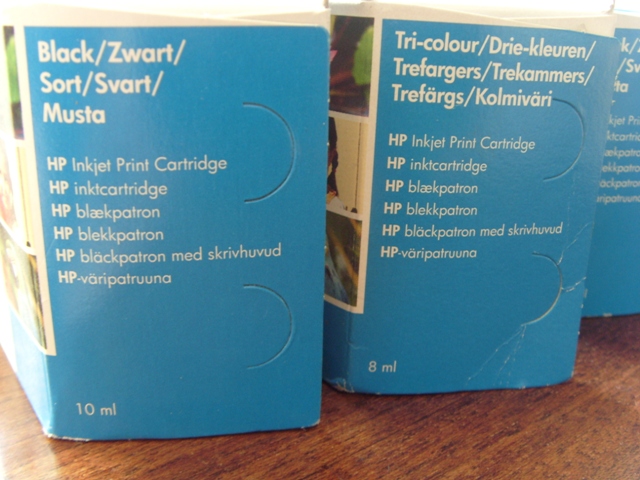 Black/Zwart/
Sort/Svart/
Musta
HP Inkjet Print Cartridge
HP inktcartridge
HP blækpatron
HP blekkpatron
HP bläckpatron med skrivhuvud
HP-väripatruuna
10 ml
Tri-colour/Drie-kleuren/
Trefargers/Trekammers/
Trefärgs/Kolmiväri
HP Inkjet Print Cartridge
HP inktcartridge
HP blækpatron
HP blekkpatron
HP bläckpatron med skrivhuvud
HP-väripatruuna
8 ml